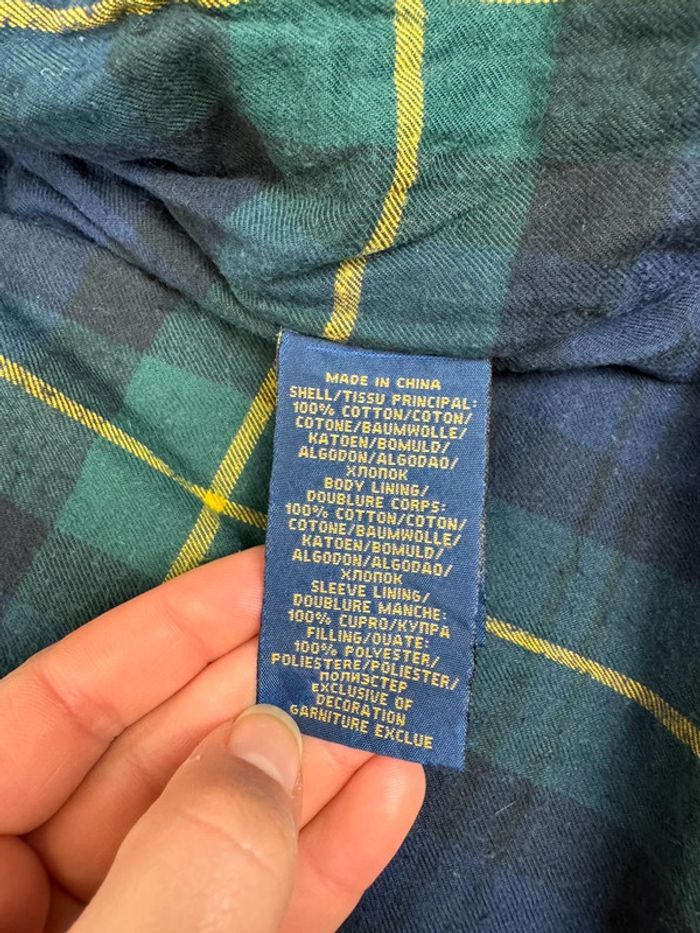 MADE IN CHINA
SHELL/TISSU PRINCIPAL:
100% COTTON/COTON/
COTONE/BAUMWOLLE/
KATOEN/BOMULD/
ALGODON/ALGODAO/
ХЛОПОК
BODY LINING/
DOUBLURE CORPS:
100% COTTON/COTON/
COTONE/BAUMWOLLE/
KATOEN/BOMULD/
ALGODON/ALGODAO/
ХЛОПОК
SLEEVE LINING/
DOUBLURE MANCHE:
100% CUPRO/КУПРА
FILLING/OUATE:
100% POLYESTER/
POLIESTERE/POLIESTER/
ПОЛИЭСТЕР
EXCLUSIVE OF
DECORATION
GARNITURE EXCLUE